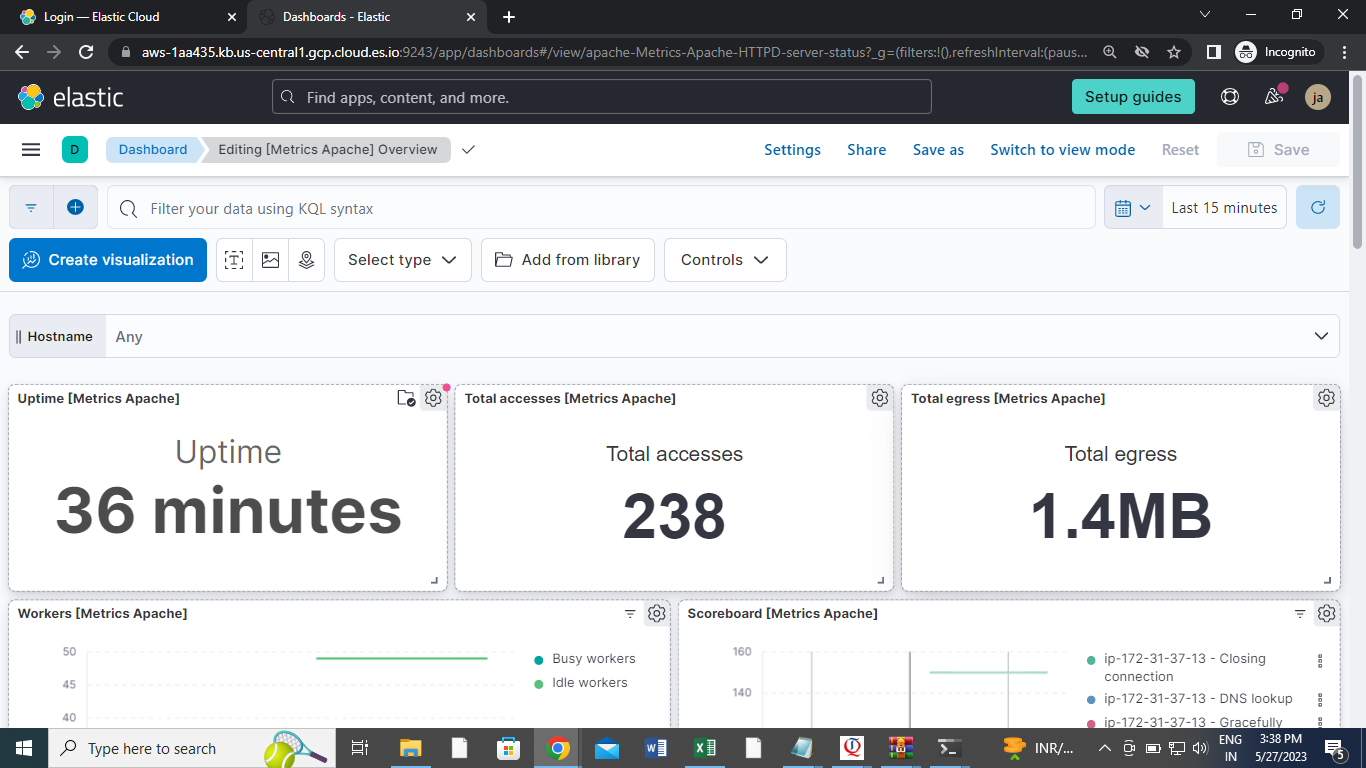 Login — Elastic Cloud
Dashboards - Elastic
aws-1aa435.kb.us-central1.gcp.cloud.es.io:9243/app/dashboards#/view/apache-Metrics-Apache-HTTPD-server-status?_g=(filters:!(),refreshInterval:(paus...
Incognito
elastic
Find apps, content, and more.
Setup guides
ja
D
Dashboard
Editing [Metrics Apache] Overview
Settings
Share
Save as
Switch to view mode
Reset
Save
Filter your data using KQL syntax
Last 15 minutes
Create visualization
Select type
Add from library
Controls
Hostname
Any
Uptime [Metrics Apache]
Uptime
36 minutes
Total accesses [Metrics Apache]
Total accesses
238
Total egress [Metrics Apache]
Total egress
1.4MB
Workers [Metrics Apache]
50
45
40
Busy workers
Idle workers
Scoreboard [Metrics Apache]
160
140
ip-172-31-37-13 - Closing
connection
ip-172-31-37-13 - DNS lookup
ip-172-31-37-13 - Gracefully
Type here to search
INR/...
ENG
IN
3:38 PM
5/27/2023
5